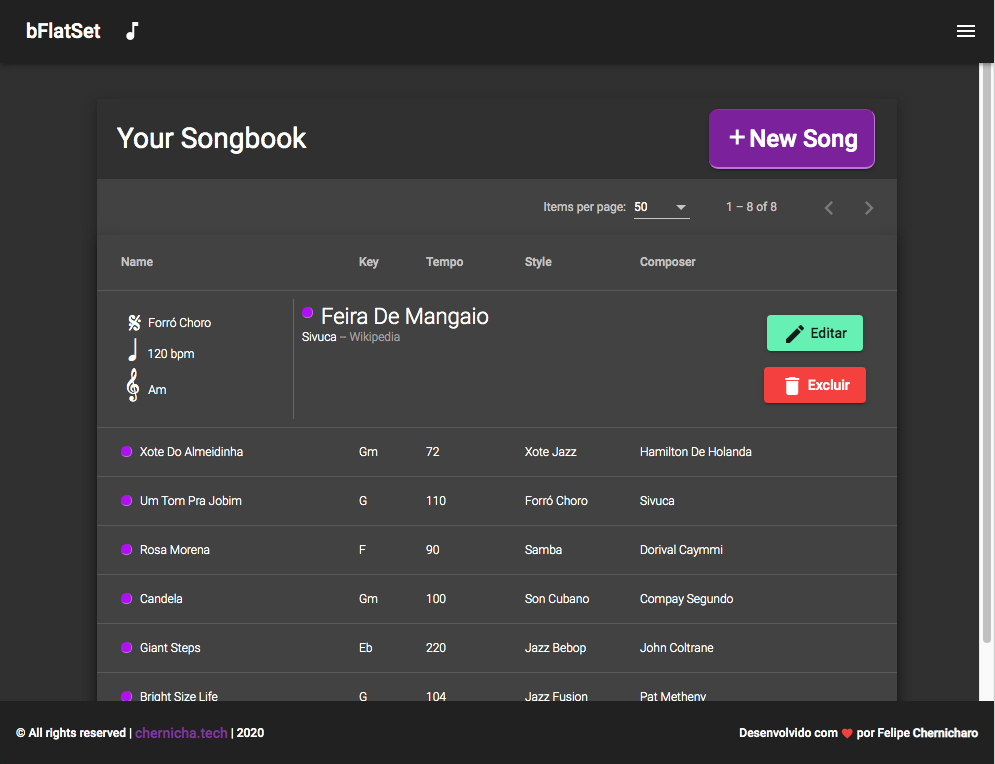 bFlatSet
Your Songbook
+ New Song
Items per page: 50 1 – 8 of 8
Name Key Tempo Style Composer
Forró Choro
120 bpm
Am
Feira De Mangaio
Sivuca – Wikipedia
Editar
Excluir
Xote Do Almeidinha Gm 72 Xote Jazz Hamilton De Holanda
Um Tom Pra Jobim G 110 Forró Choro Sivuca
Rosa Morena F 90 Samba Dorival Caymmi
Candela Gm 100 Son Cubano Compay Segundo
Giant Steps Eb 220 Jazz Bebop John Coltrane
Bright Size Life G 104 Jazz Fusion Pat Metheny
© All rights reserved | chernicha.tech | 2020
Desenvolvido com ❤ por Felipe Chernicharo